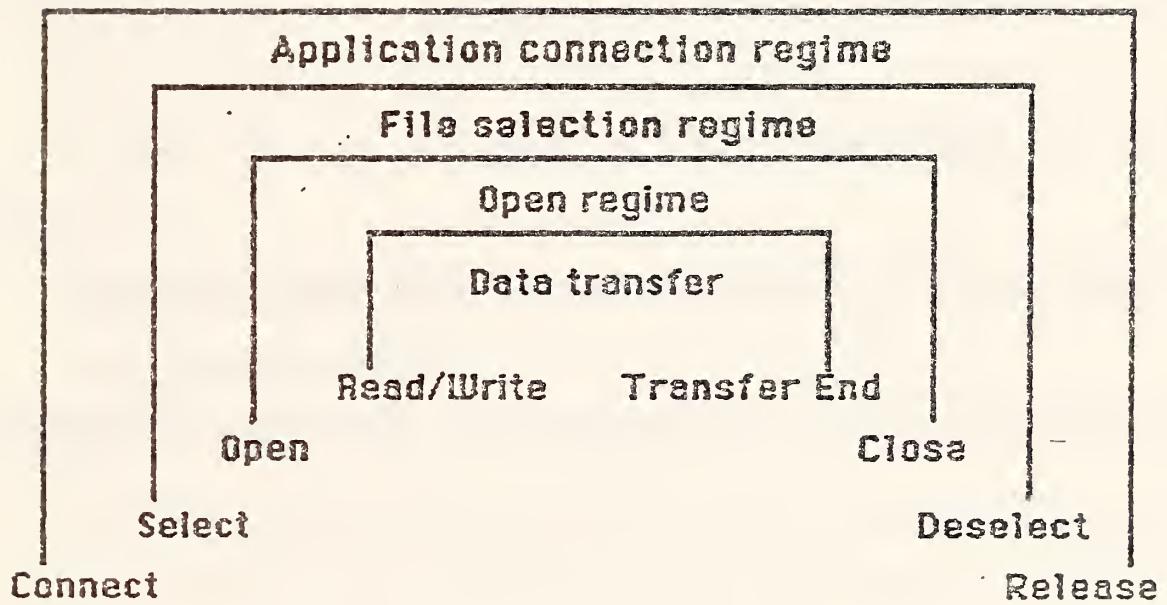 Application connection regime
File selection regime
Open regime
Data transfer
Read/Write Transfer End
Open Close
Select Deselect
Connect Release